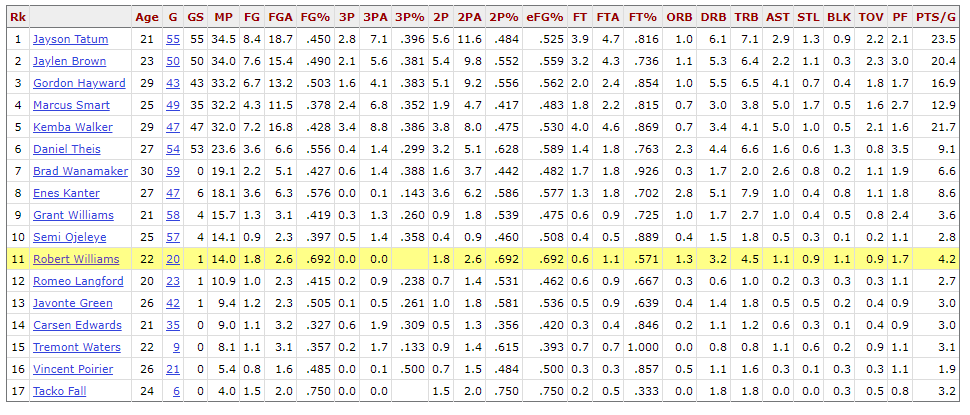 Rk Age G GS MP FG FGA FG% 3P 3PA 3P% 2P 2PA 2P% eFG% FT FTA FT% ORB DRB TRB AST STL BLK TOV PF PTS/G
1 Jayson Tatum 21 55 55 34.5 8.4 18.7 .450 2.8 7.1 .396 5.6 11.6 .484 .525 3.9 4.7 .816 1.0 6.1 7.1 2.9 1.3 0.9 2.2 2.1 23.5
2 Jaylen Brown 23 50 50 34.0 7.6 15.4 .490 2.1 5.6 .381 5.4 9.8 .552 .559 3.2 4.3 .736 1.1 5.3 6.4 2.2 1.1 0.3 2.3 3.0 20.4
3 Gordon Hayward 29 43 43 33.2 6.7 13.2 .503 1.6 4.1 .383 5.1 9.2 .556 .562 2.0 2.4 .854 1.0 5.5 6.5 4.1 0.7 0.4 1.8 1.7 16.9
4 Marcus Smart 25 49 35 32.2 4.3 11.5 .378 2.4 6.8 .352 1.9 4.7 .417 .483 1.8 2.2 .815 0.7 3.0 3.8 5.0 1.7 0.5 1.6 2.7 12.9
5 Kemba Walker 29 47 47 32.0 7.2 16.8 .428 3.4 8.8 .386 3.8 8.0 .475 .530 4.0 4.6 .869 0.7 3.4 4.1 5.0 1.0 0.5 2.1 1.6 21.7
6 Daniel Theis 27 54 53 23.6 3.6 6.6 .556 0.4 1.4 .299 3.2 5.1 .628 .589 1.4 1.8 .763 2.3 4.4 6.6 1.6 0.6 1.3 0.8 3.5 9.1
7 Brad Wanamaker 30 59 0 19.1 2.2 5.1 .427 0.6 1.4 .388 1.6 3.7 .442 .482 1.7 1.8 .926 0.3 1.7 2.0 2.6 0.8 0.2 1.1 1.9 6.6
8 Enes Kanter 27 47 6 18.1 3.6 6.3 .576 0.0 0.1 .143 3.6 6.2 .586 .577 1.3 1.8 .702 2.8 5.1 7.9 1.0 0.4 0.8 1.1 1.8 8.6
9 Grant Williams 21 58 4 15.7 1.3 3.1 .419 0.3 1.3 .260 0.9 1.8 .539 .475 0.6 0.9 .725 1.0 1.7 2.7 1.0 0.4 0.5 0.8 2.4 3.6
10 Semi Ojeleye 25 57 4 14.1 0.9 2.3 .397 0.5 1.4 .358 0.4 0.9 .460 .508 0.4 0.5 .889 0.4 1.5 1.8 0.5 0.3 0.1 0.2 1.1 2.8
11 Robert Williams 22 20 1 14.0 1.8 2.6 .692 0.0 0.0 1.8 2.6 .692 .692 0.6 1.1 .571 1.3 3.2 4.5 1.1 0.9 1.1 0.9 1.7 4.2
12 Romeo Langford 20 23 1 10.9 1.0 2.3 .415 0.2 0.9 .238 0.7 1.4 .531 .462 0.6 0.9 .667 0.3 0.6 1.0 0.2 0.3 0.3 0.3 1.1 2.7
13 Javonte Green 26 42 1 9.4 1.2 2.3 .505 0.1 0.5 .261 1.0 1.8 .581 .536 0.5 0.9 .639 0.4 1.4 1.8 0.5 0.5 0.2 0.4 0.9 3.0
14 Carsen Edwards 21 35 0 9.0 1.1 3.2 .327 0.6 1.9 .309 0.5 1.3 .356 .420 0.3 0.4 .846 0.2 1.1 1.2 0.6 0.3 0.1 0.4 0.9 3.0
15 Tremont Waters 22 9 0 8.1 1.1 3.1 .357 0.2 1.7 .133 0.9 1.4 .615 .393 0.7 0.7 1.000 0.0 0.8 0.8 1.1 0.6 0.2 0.9 1.1 3.1
16 Vincent Poirier 26 21 0 5.4 0.8 1.6 .485 0.0 0.1 .500 0.7 1.5 .484 .500 0.3 0.3 .857 0.5 1.1 1.6 0.3 0.1 0.3 0.3 1.1 1.9
17 Tacko Fall 24 6 0 4.0 1.5 2.0 .750 0.0 0.0 1.5 2.0 .750 .750 0.2 0.5 .333 0.0 1.8 1.8 0.0 0.0 0.3 0.5 0.8 3.2